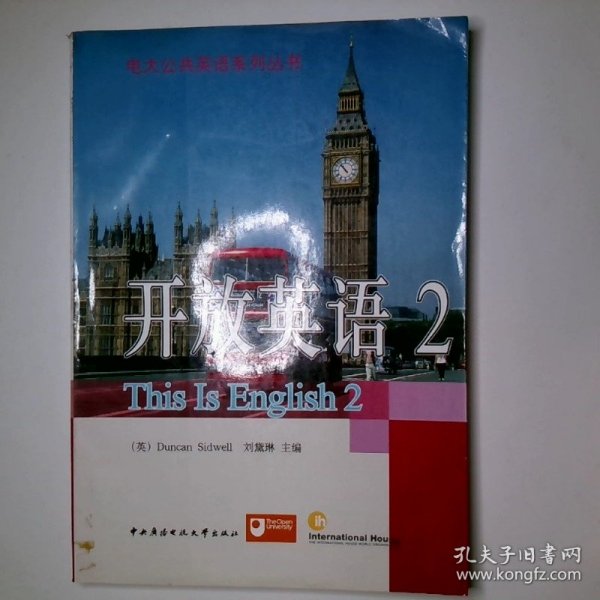 电大公共英语系列丛书
开放英语 2
This Is English 2
(英) Duncan Sidwell 刘黛琳 主编
中央广播电视大学出版社
The Open
University
ih
International Hou
孔夫子旧书网
www.kongfz.com